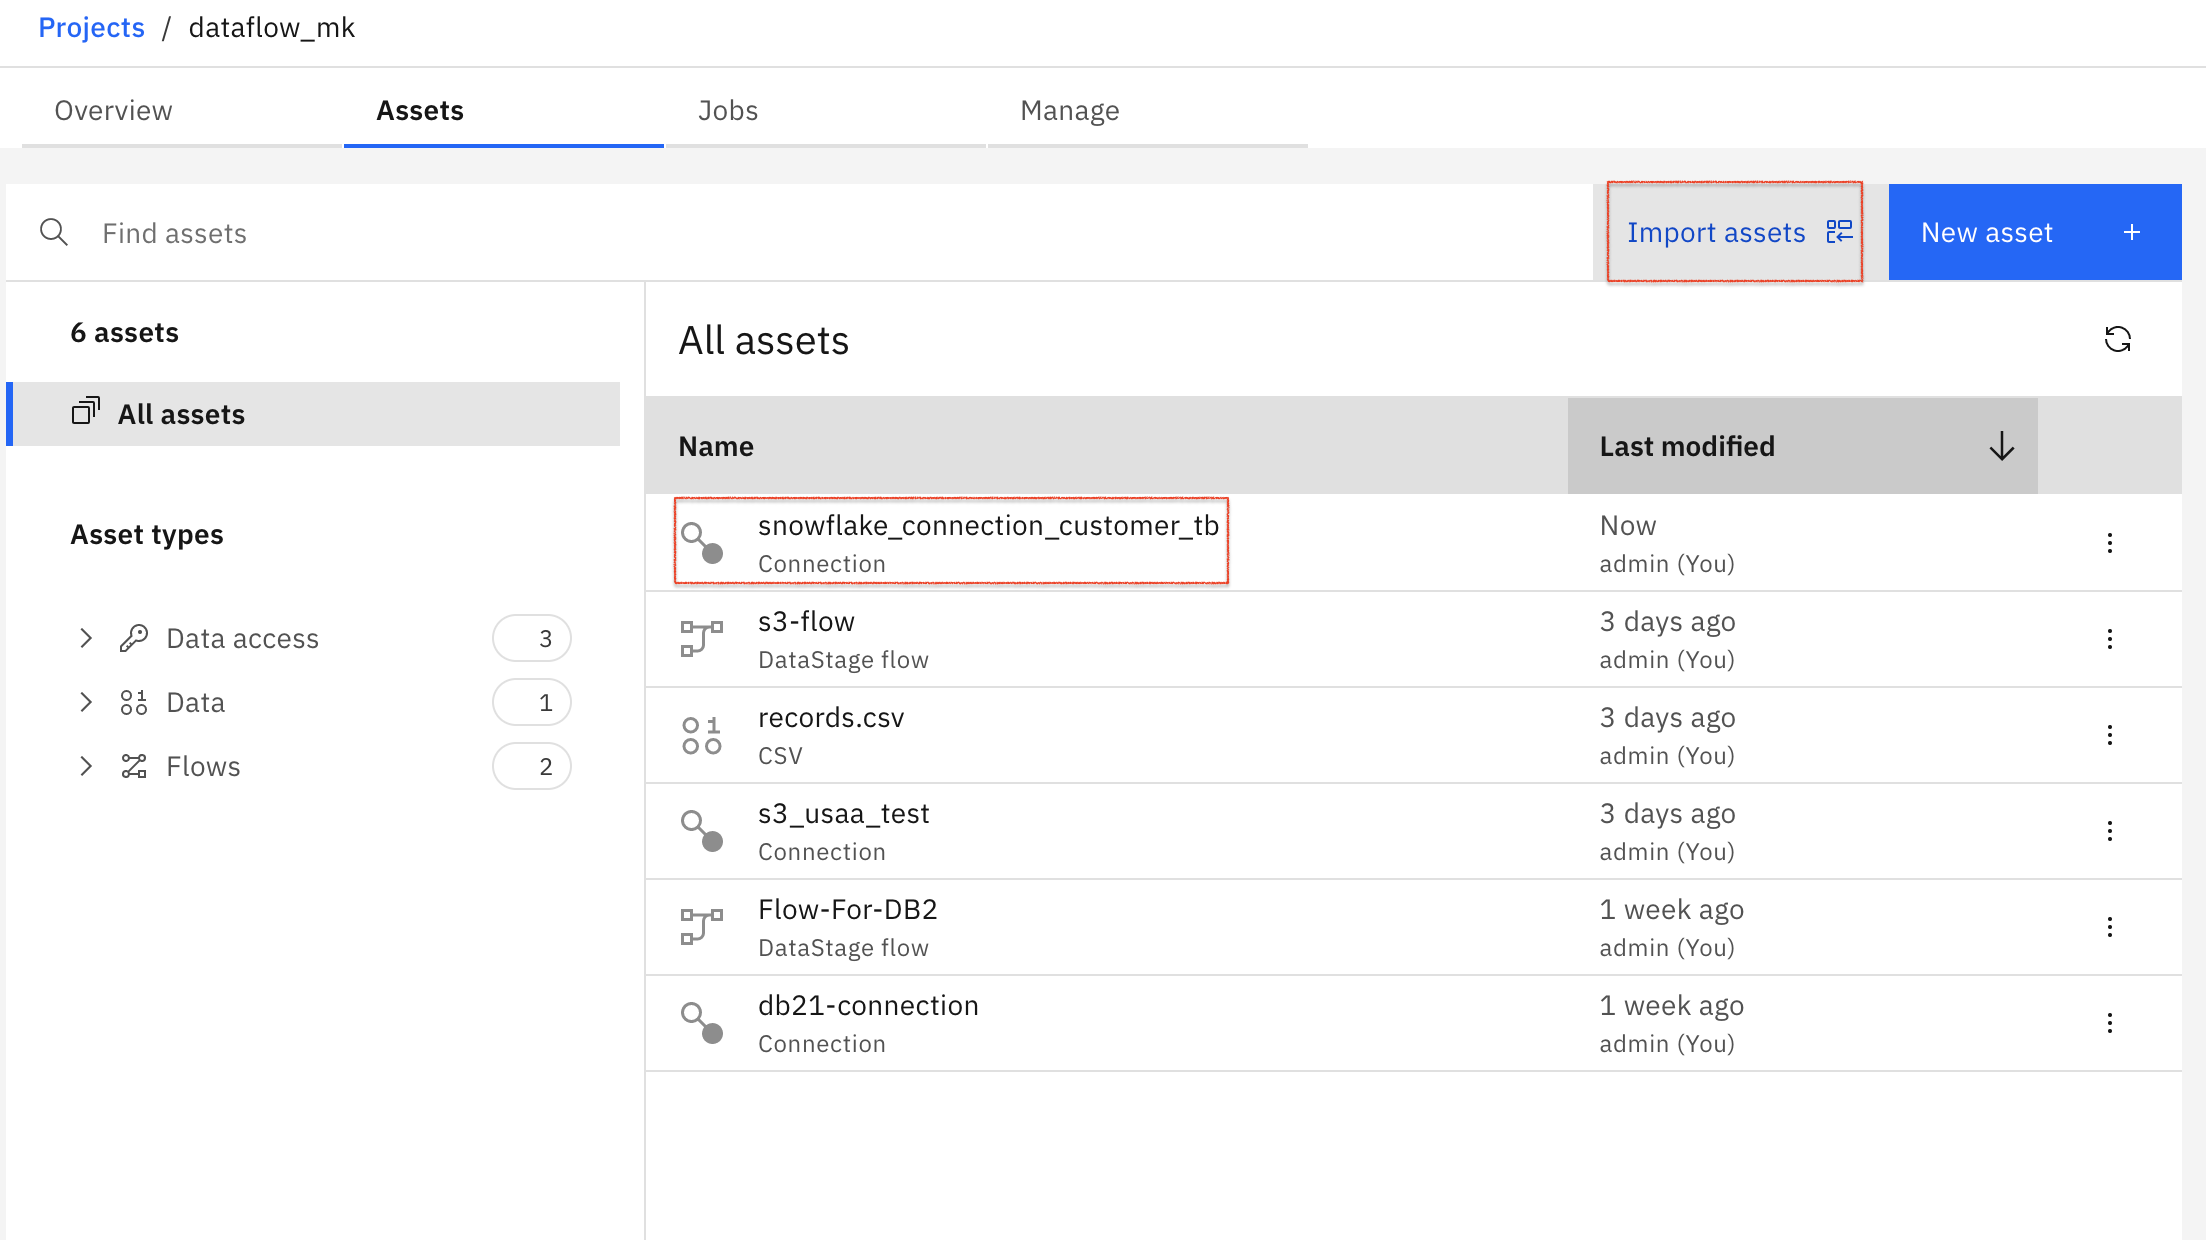 Projects / dataflow_mk
Overview
Assets
Jobs
Manage
Find assets
Import assets
New asset +
6 assets
All assets
Asset types
Data access 3
Data 1
Flows 2
All assets
Name
Last modified
snowflake_connection_customer_tb
Connection
Now
admin (You)
s3-flow
DataStage flow
3 days ago
admin (You)
records.csv
CSV
3 days ago
admin (You)
s3_usaa_test
Connection
3 days ago
admin (You)
Flow-For-DB2
DataStage flow
1 week ago
admin (You)
db21-connection
Connection
1 week ago
admin (You)